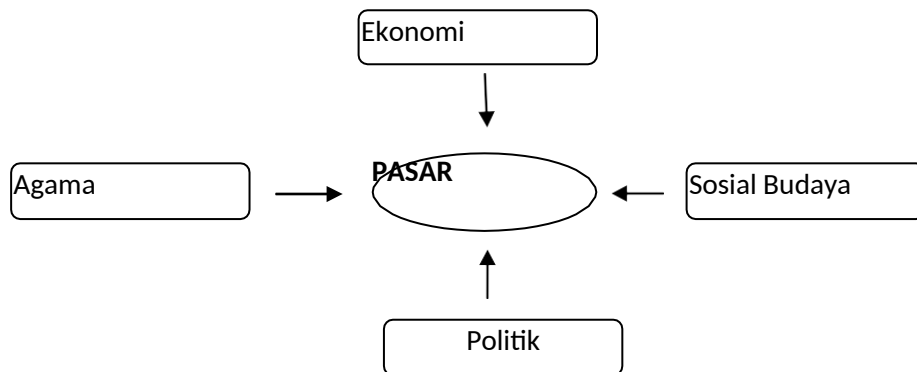 Ekonomi
PASAR
Agama
Sosial Budaya
Politik